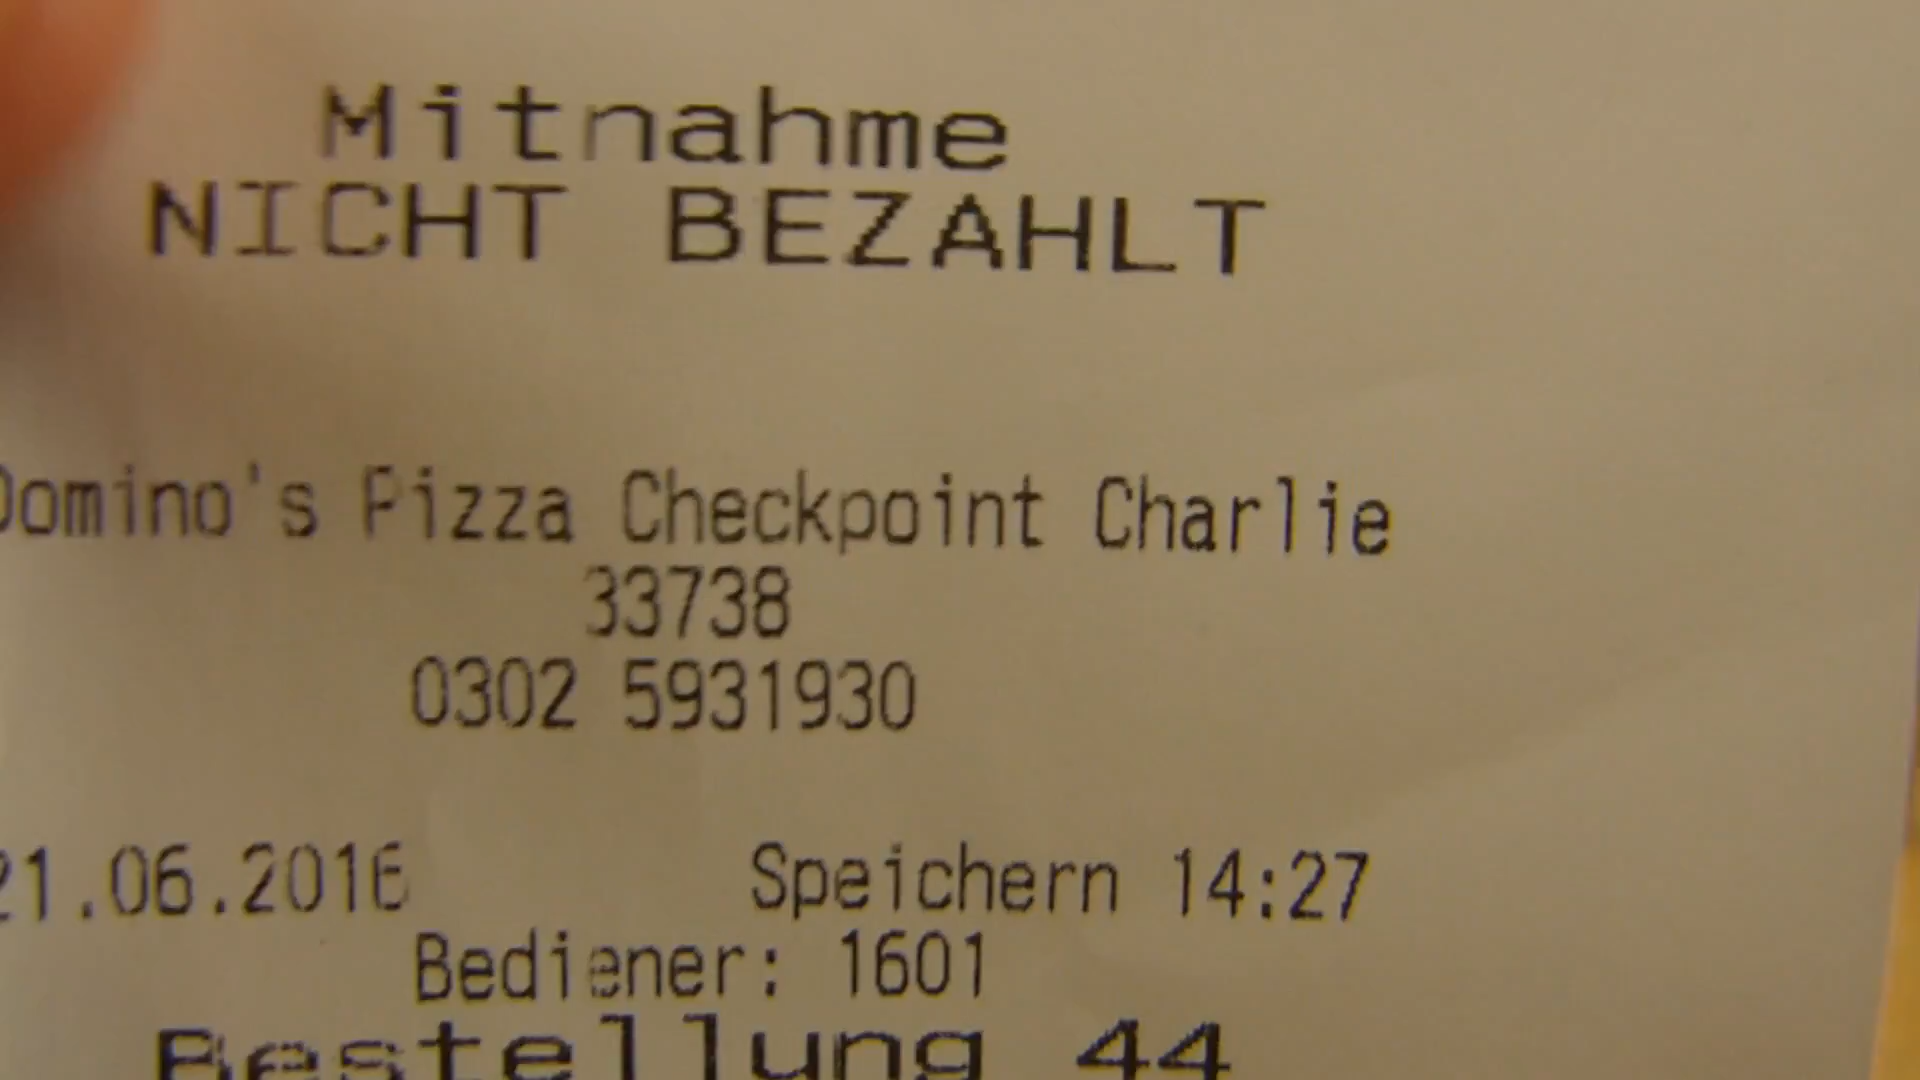 Mitnahme
NICHT BEZAHLT
Domino's Pizza Checkpoint Charlie
33738
0302 5931930
21.06.2016 Speichern 14:27
Bediener: 1601
Bestellung 44